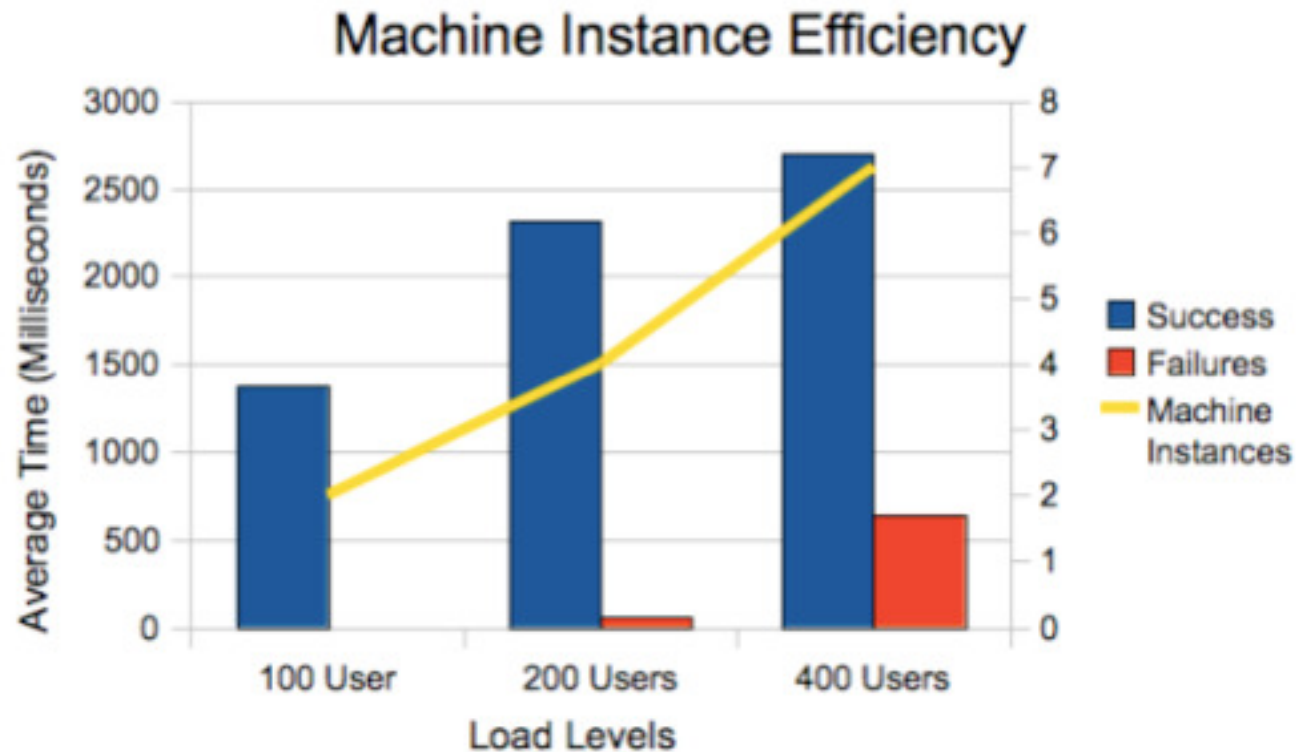 Machine Instance Efficiency
Average Time (Milliseconds)
3000
2500
2000
1500
1000
500
0
8
7
6
5
4
3
2
1
0
Success
Failures
Machine
Instances
100 User
200 Users
400 Users
Load Levels